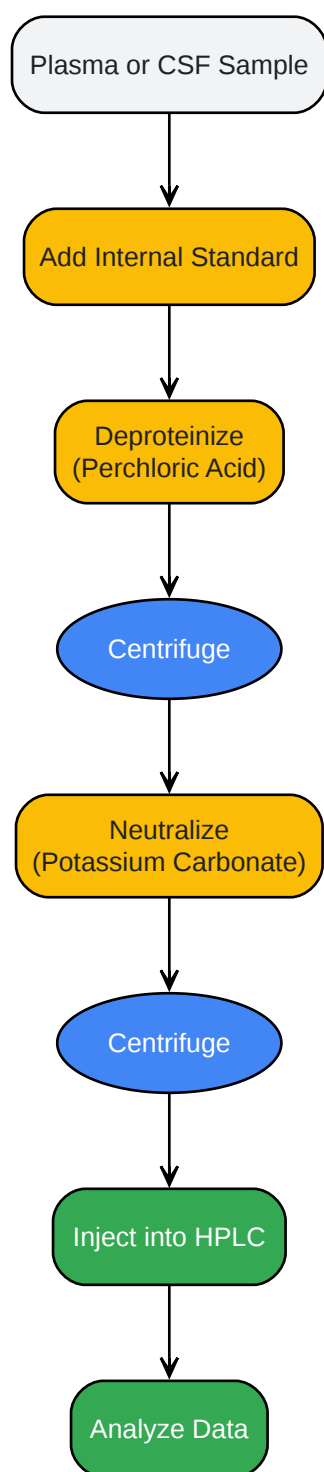 Plasma or CSF Sample
Add Internal Standard
Deproteinize
(Perchloric Acid)
Centrifuge
Neutralize
(Potassium Carbonate)
Centrifuge
Inject into HPLC
Analyze Data